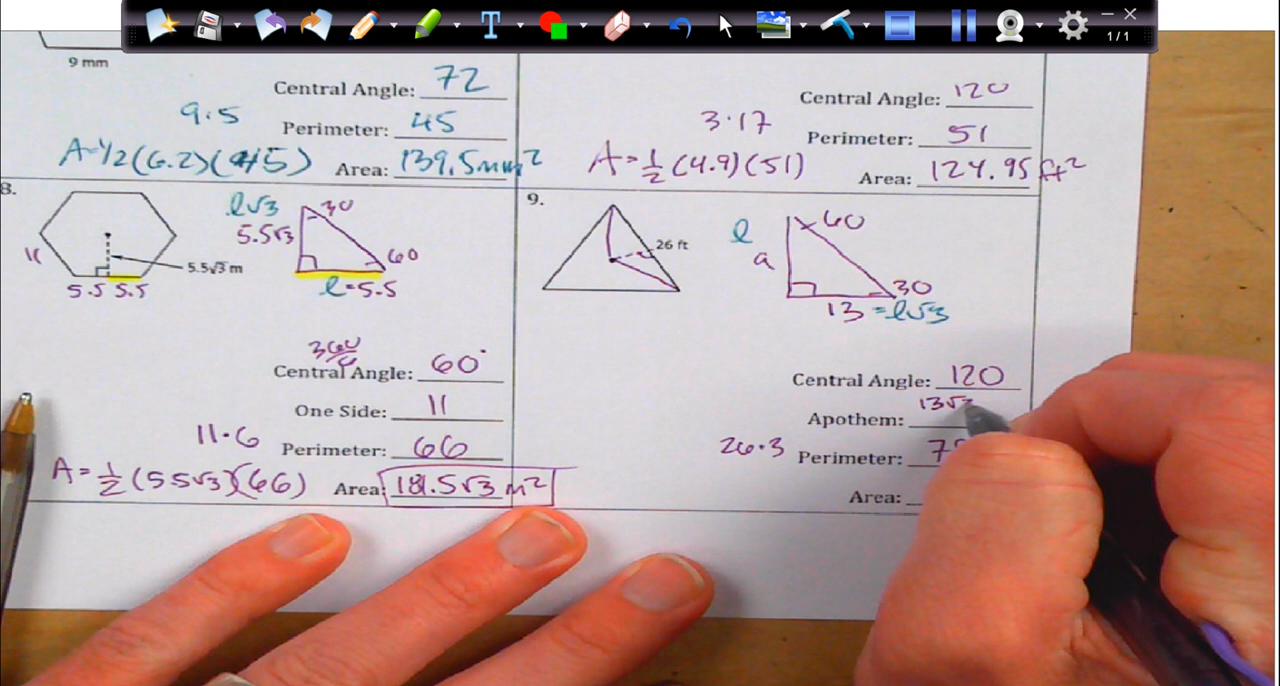 1/1
9 mm
Central Angle: 72
9·5
Perimeter: 45
A=1/2(6.2)(45) Area: 139.5mm²
Central Angle: 120
3·17
Perimeter: 51
A=1/2(4.9)(51) Area: 124.95 ft²
8.
l√3 30
5.5√3
60
11
5.5√3 m
5.5 5.5
l=5.5
360/6
Central Angle: 60°
One Side: 11
11·6 Perimeter: 66
A=1/2(5.5√3)(66) Area: 181.5√3 m²
9.
26 ft
l 60
a
30
13=l√3
Central Angle: 120
13√3
Apothem:
26·3 Perimeter: 7
Area: